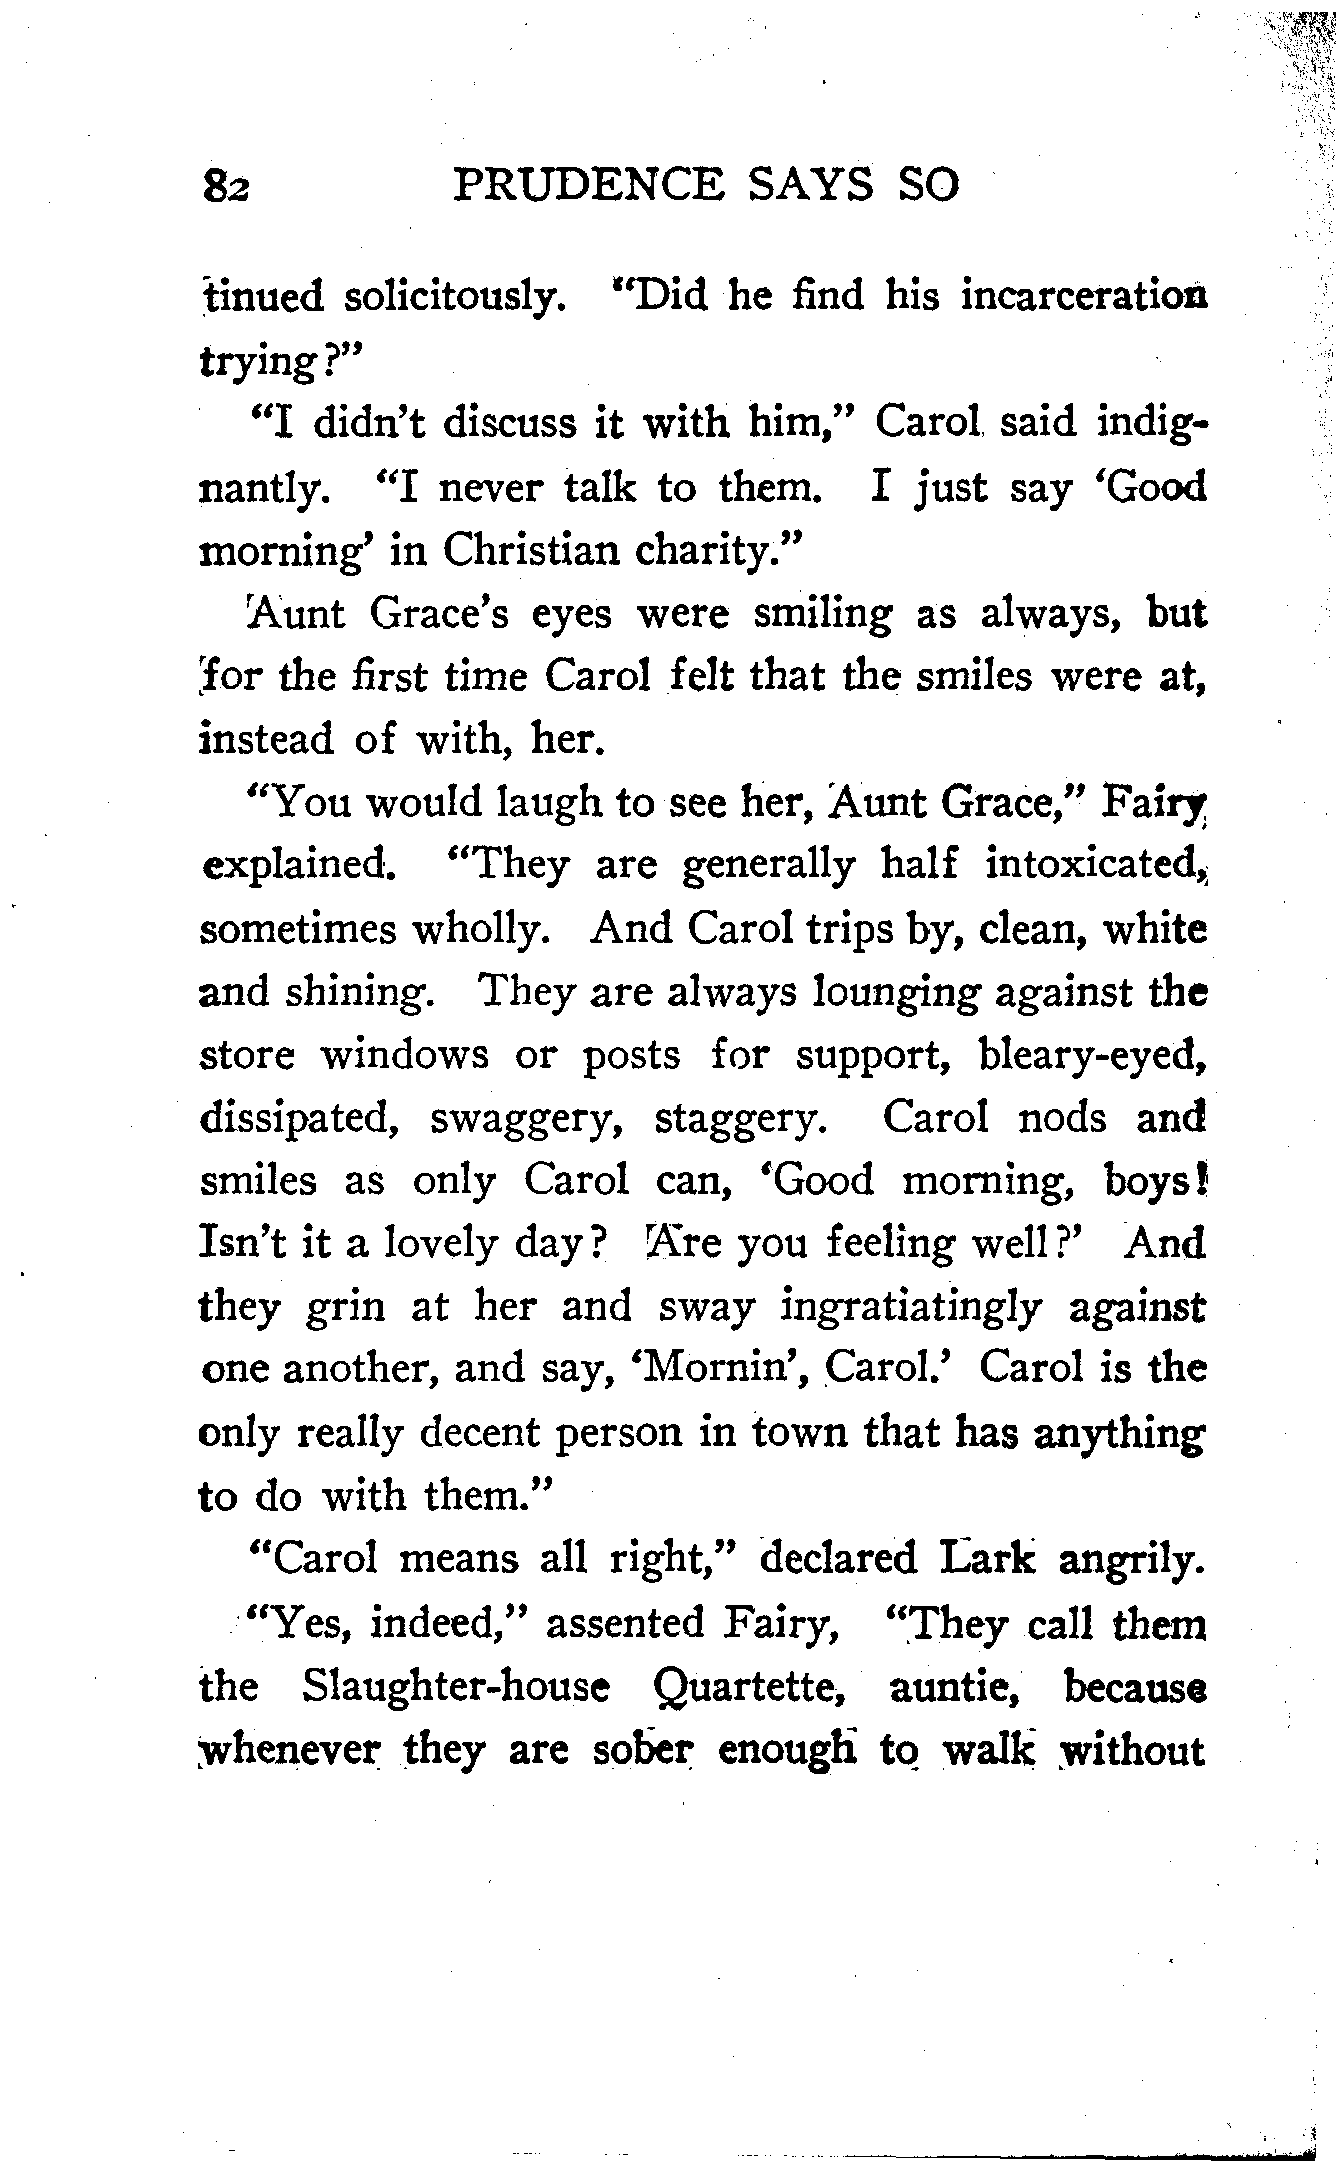 82 PRUDENCE SAYS SO
tinued solicitously. "Did he find his incarceration
trying?"
"I didn't discuss it with him," Carol said indig-
nantly. "I never talk to them. I just say 'Good
morning' in Christian charity."
Aunt Grace's eyes were smiling as always, but
for the first time Carol felt that the smiles were at,
instead of with, her.
"You would laugh to see her, Aunt Grace," Fairy
explained. "They are generally half intoxicated,
sometimes wholly. And Carol trips by, clean, white
and shining. They are always lounging against the
store windows or posts for support, bleary-eyed,
dissipated, swaggery, staggery. Carol nods and
smiles as only Carol can, 'Good morning, boys!
Isn't it a lovely day? Are you feeling well?' And
they grin at her and sway ingratiatingly against
one another, and say, 'Mornin', Carol.' Carol is the
only really decent person in town that has anything
to do with them."
"Carol means all right," declared Lark angrily.
"Yes, indeed," assented Fairy, "They call them
the Slaughter-house Quartette, auntie, because
whenever they are sober enough to walk without